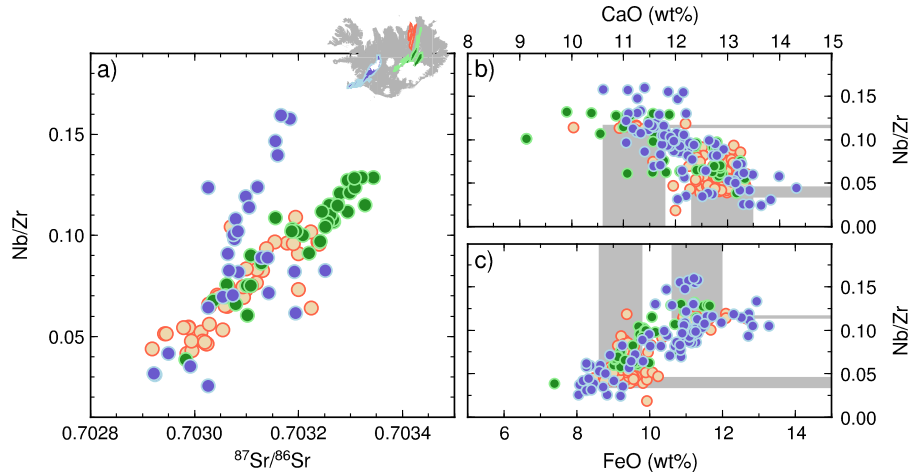 CaO (wt%)
8 9 10 11 12 13 14 15
a)
b)
0.15
0.10
0.05
0.00
Nb/Zr
0.15
0.10
0.05
Nb/Zr
c)
0.15
0.10
0.05
0.00
Nb/Zr
0.7028 0.7030 0.7032 0.7034
⁸⁷Sr/⁸⁶Sr
6 8 10 12 14
FeO (wt%)